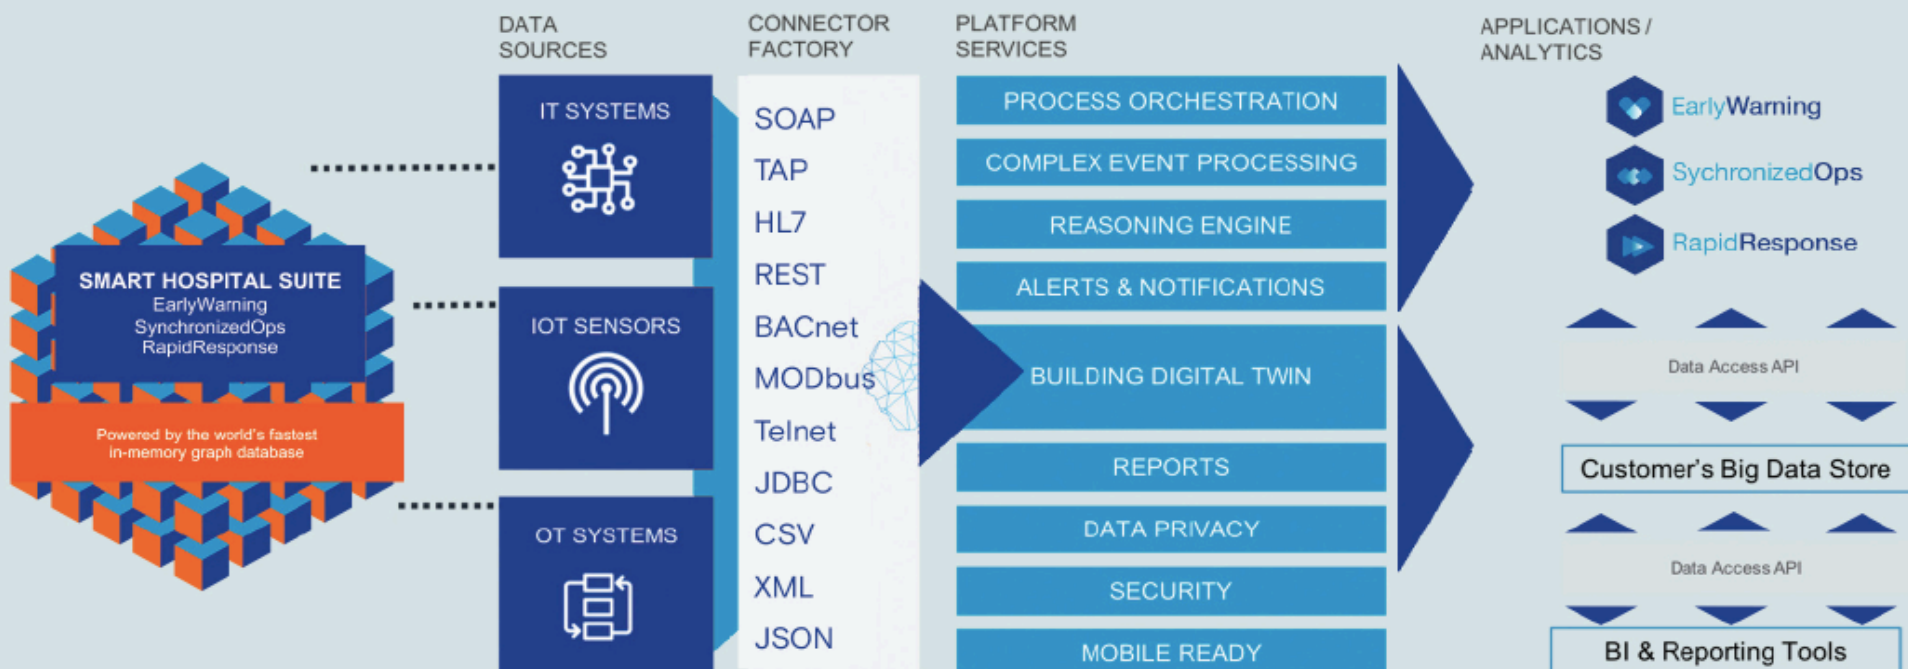 DATA
SOURCES
CONNECTOR
FACTORY
PLATFORM
SERVICES
APPLICATIONS /
ANALYTICS
SMART HOSPITAL SUITE
EarlyWarning
SynchronizedOps
RapidResponse
Powered by the world's fastest
in-memory graph database
IT SYSTEMS
IOT SENSORS
OT SYSTEMS
SOAP
TAP
HL7
REST
BACnet
MODbus
Telnet
JDBC
CSV
XML
JSON
PROCESS ORCHESTRATION
COMPLEX EVENT PROCESSING
REASONING ENGINE
ALERTS & NOTIFICATIONS
BUILDING DIGITAL TWIN
REPORTS
DATA PRIVACY
SECURITY
MOBILE READY
EarlyWarning
SychronizedOps
RapidResponse
Data Access API
Customer's Big Data Store
Data Access API
BI & Reporting Tools